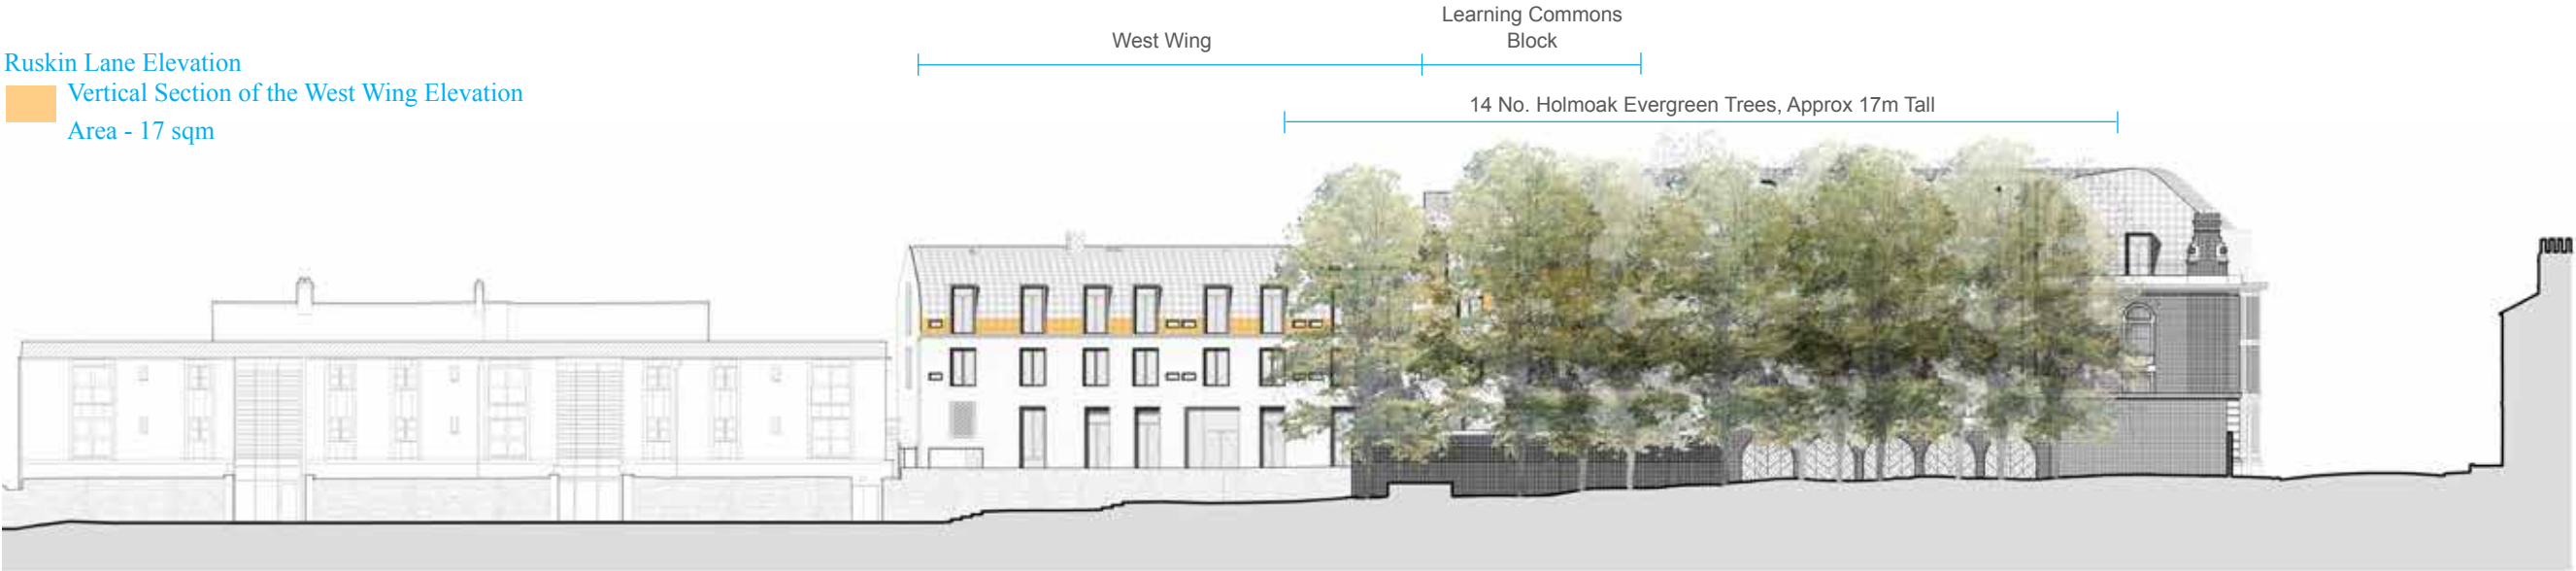 Learning Commons
Block
West Wing
Ruskin Lane Elevation
Vertical Section of the West Wing Elevation
Area - 17 sqm
14 No. Holmoak Evergreen Trees, Approx 17m Tall